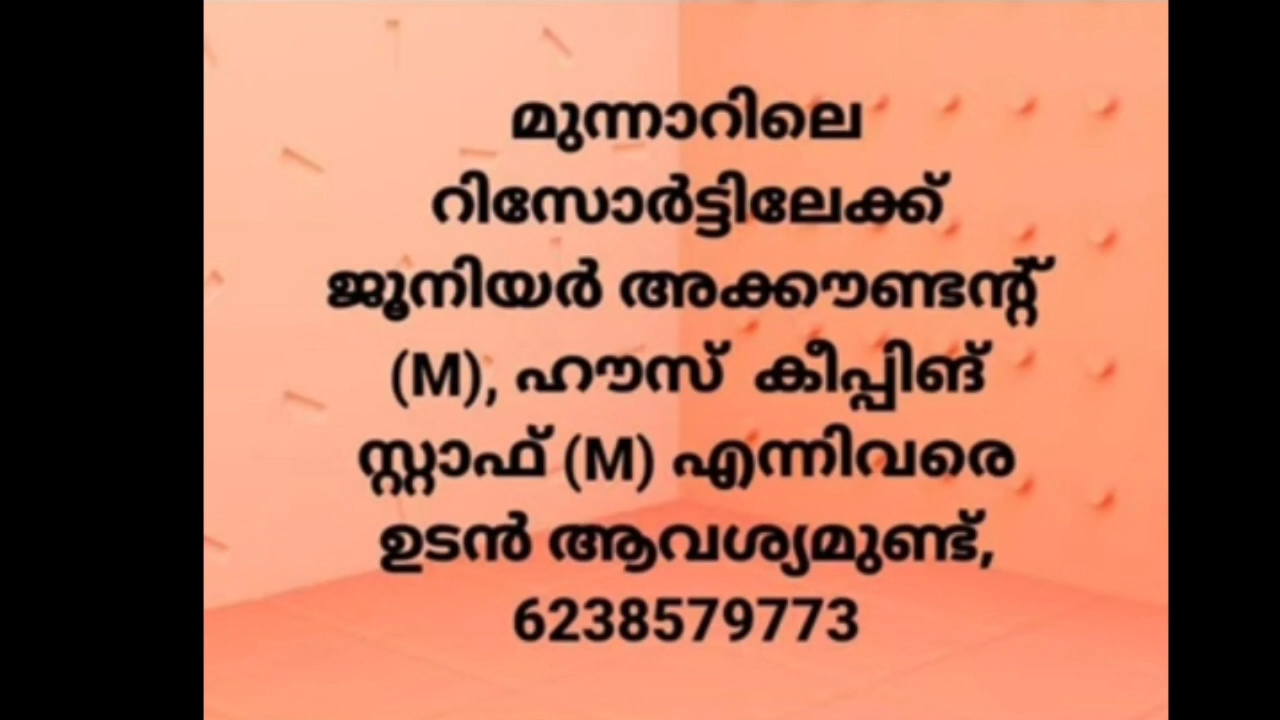 മുന്നാറിലെ
റിസോർട്ടിലേക്ക്
ജൂനിയർ അക്കൗണ്ടന്റ്
(M), ഹൗസ് കീപ്പിങ്
സ്റ്റാഫ് (M) എന്നിവരെ
ഉടൻ ആവശ്യമുണ്ട്,
6238579773